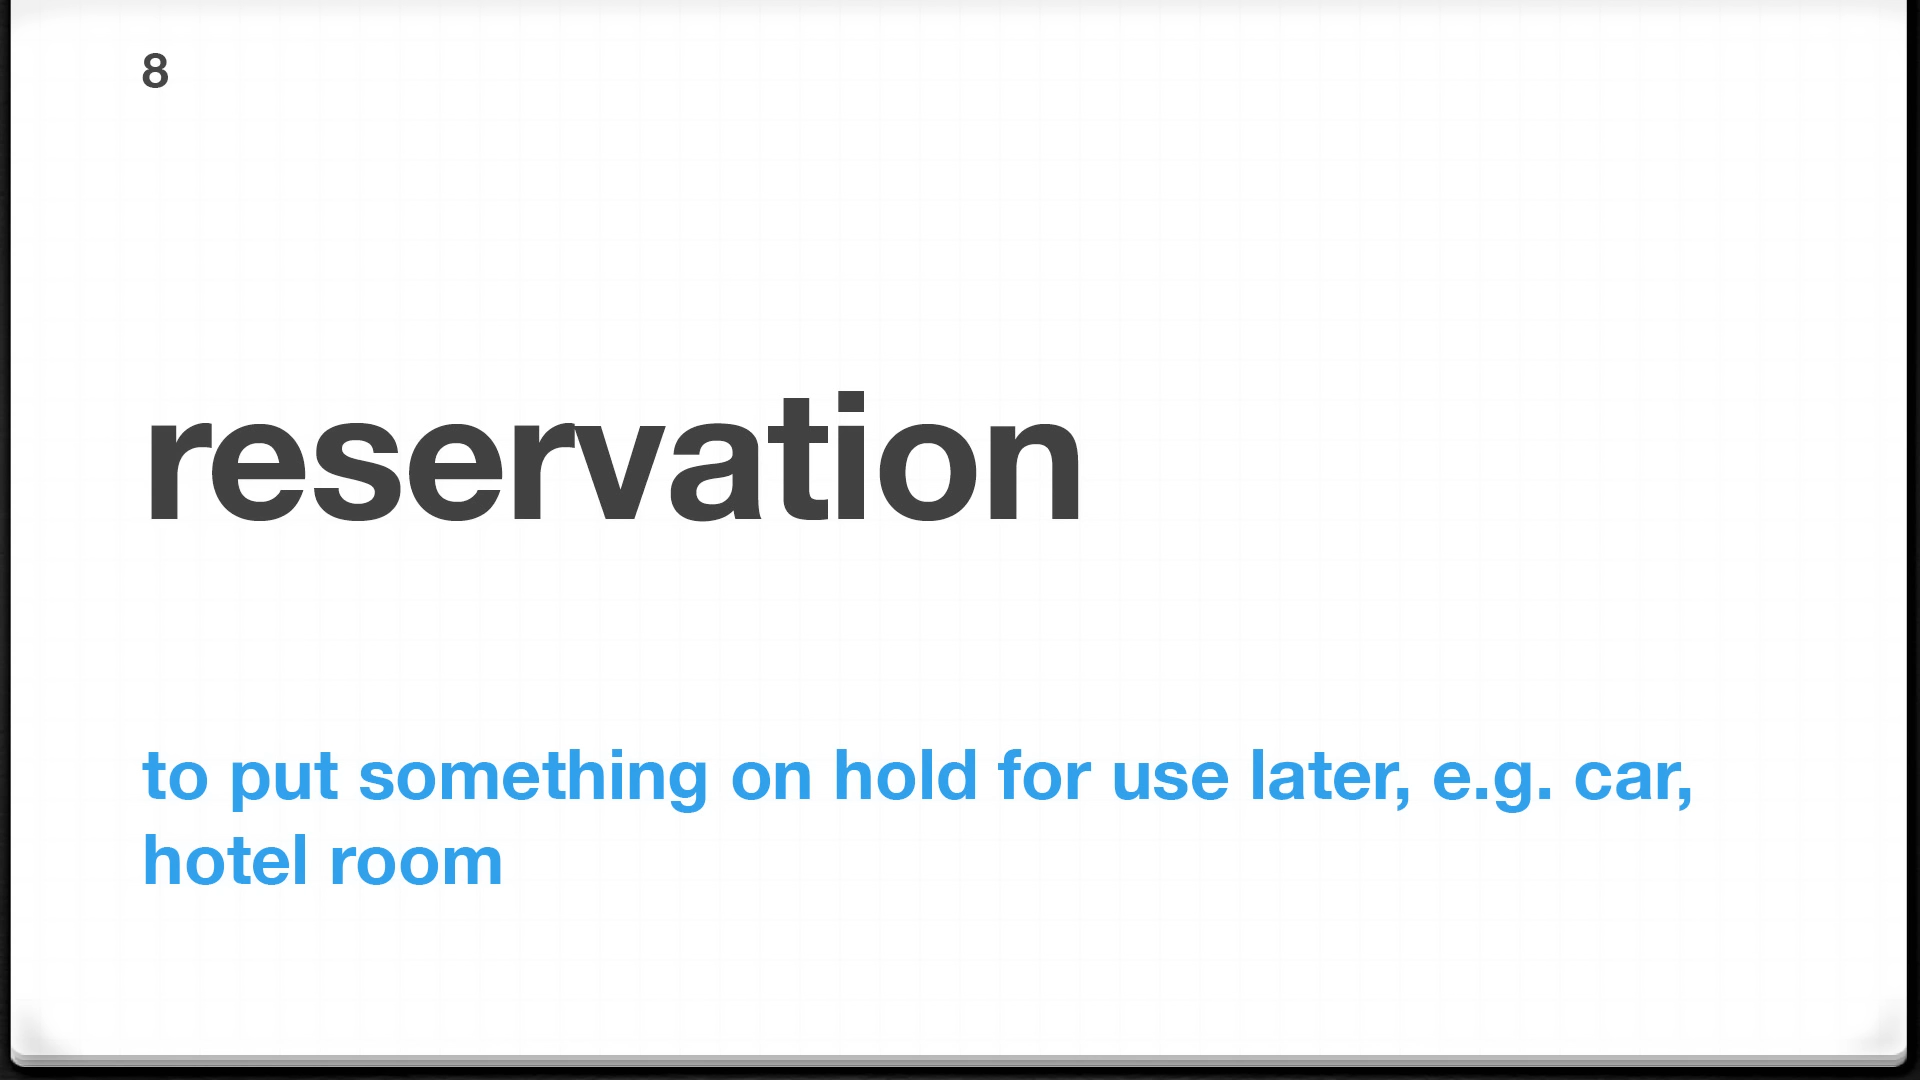 8
reservation
to put something on hold for use later, e.g. car,
hotel room